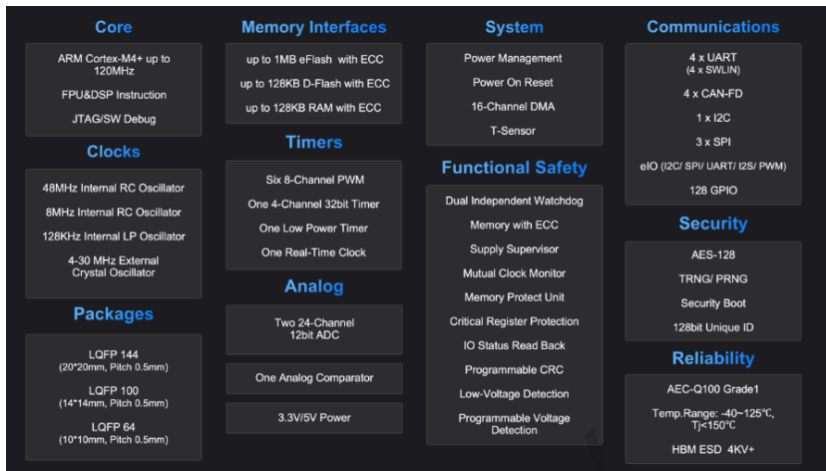 Core
ARM Cortex-M4+ up to
120MHz
FPU&DSP Instruction
JTAG/SW Debug
Clocks
48MHz Internal RC Oscillator
8MHz Internal RC Oscillator
128KHz Internal LP Oscillator
4-30 MHz External
Crystal Oscillator
Packages
LQFP 144
(20*20mm, Pitch 0.5mm)
LQFP 100
(14*14mm, Pitch 0.5mm)
LQFP 64
(10*10mm, Pitch 0.5mm)
Memory Interfaces
up to 1MB eFlash with ECC
up to 128KB D-Flash with ECC
up to 128KB RAM with ECC
Timers
Six 8-Channel PWM
One 4-Channel 32bit Timer
One Low Power Timer
One Real-Time Clock
Analog
Two 24-Channel
12bit ADC
One Analog Comparator
3.3V/5V Power
System
Power Management
Power On Reset
16-Channel DMA
T-Sensor
Functional Safety
Dual Independent Watchdog
Memory with ECC
Supply Supervisor
Mutual Clock Monitor
Memory Protect Unit
Critical Register Protection
IO Status Read Back
Programmable CRC
Low-Voltage Detection
Programmable Voltage
Detection
Communications
4 x UART
(4 x SWLIN)
4 x CAN-FD
1 x I2C
3 x SPI
eIO (I2C/ SPI/ UART/ I2S/ PWM)
128 GPIO
Security
AES-128
TRNG/ PRNG
Security Boot
128bit Unique ID
Reliability
AEC-Q100 Grade1
Temp.Range: -40~125℃,
Tj<150℃
HBM ESD 4KV+